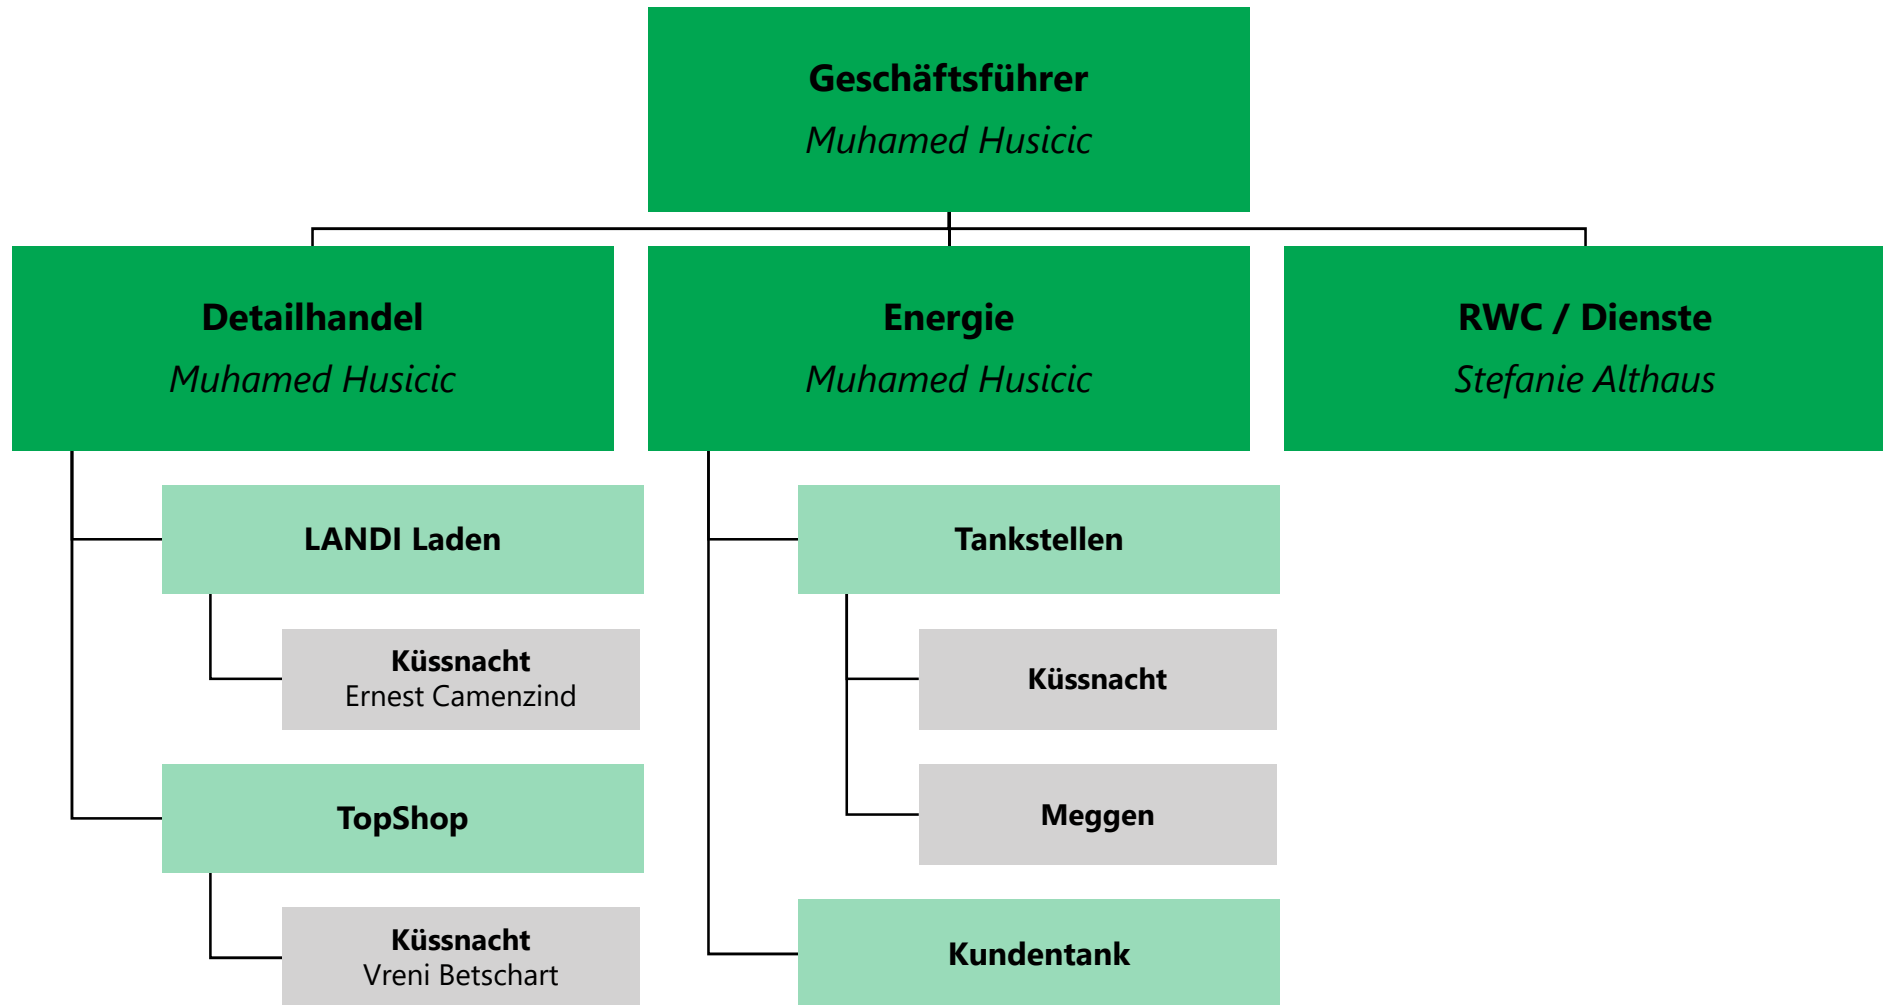 Geschäftsführer
Muhamed Husicic
Detailhandel
Muhamed Husicic
Energie
Muhamed Husicic
RWC / Dienste
Stefanie Althaus
LANDI Laden
Küssnacht
Ernest Camenzind
TopShop
Küssnacht
Vreni Betschart
Tankstellen
Küssnacht
Meggen
Kundentank